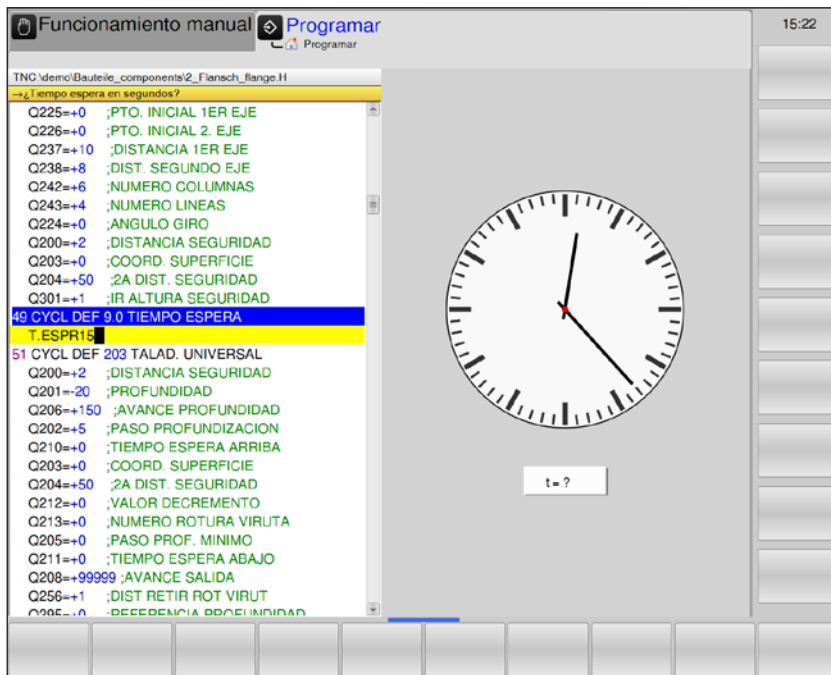 Funcionamiento manual
Programar
Programar
15:22
TNC:\demo\Bauteile_components\2_Flansch_flange.H
→¿Tiempo espera en segundos?
Q225=+0 ;PTO. INICIAL 1ER EJE
Q226=+0 ;PTO. INICIAL 2. EJE
Q237=+10 ;DISTANCIA 1ER EJE
Q238=+8 ;DIST. SEGUNDO EJE
Q242=+6 ;NUMERO COLUMNAS
Q243=+4 ;NUMERO LINEAS
Q224=+0 ;ANGULO GIRO
Q200=+2 ;DISTANCIA SEGURIDAD
Q203=+0 ;COORD. SUPERFICIE
Q204=+50 ;2A DIST. SEGURIDAD
Q301=+1 ;IR ALTURA SEGURIDAD
49 CYCL DEF 9.0 TIEMPO ESPERA
T.ESPR15
51 CYCL DEF 203 TALAD. UNIVERSAL
Q200=+2 ;DISTANCIA SEGURIDAD
Q201=-20 ;PROFUNDIDAD
Q206=+150 ;AVANCE PROFUNDIDAD
Q202=+5 ;PASO PROFUNDIZACION
Q210=+0 ;TIEMPO ESPERA ARRIBA
Q203=+0 ;COORD. SUPERFICIE
Q204=+50 ;2A DIST. SEGURIDAD
Q212=+0 ;VALOR DECREMENTO
Q213=+0 ;NUMERO ROTURA VIRUTA
Q205=+0 ;PASO PROF. MINIMO
Q211=+0 ;TIEMPO ESPERA ABAJO
Q208=+99999 ;AVANCE SALIDA
Q256=+1 ;DIST RETIR ROT VIRUT
Q395=+0 ;REFERENCIA PROFUNDIDAD
t = ?